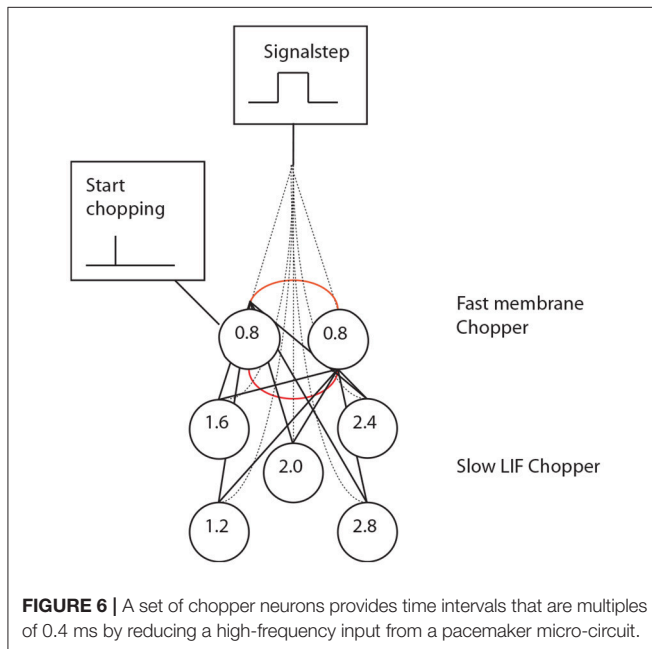 Signalstep
Start
chopping
Fast membrane
Chopper
0.8
0.8
1.6
2.4
2.0
Slow LIF Chopper
1.2
2.8
FIGURE 6 | A set of chopper neurons provides time intervals that are multiples
of 0.4 ms by reducing a high-frequency input from a pacemaker micro-circuit.